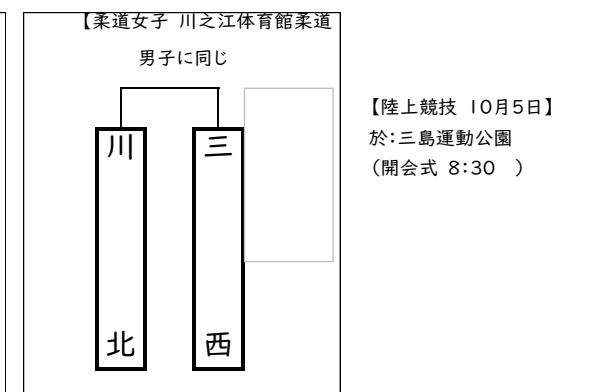 【柔道女子 川之江体育館柔道
男子に同じ
川北
三西
【陸上競技 10月5日】
於:三島運動公園
(開会式 8:30 )